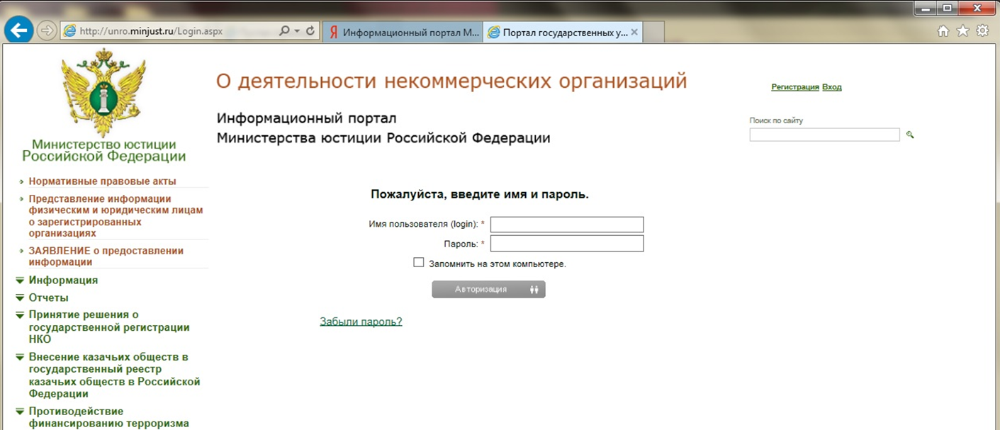 http://unro.minjust.ru/Login.aspx
Информационный портал М...
Портал государственных у...
Министерство юстиции
Российской Федерации
О деятельности некоммерческих организаций
Информационный портал
Министерства юстиции Российской Федерации
Регистрация Вход
Поиск по сайту
Нормативные правовые акты
Представление информации
физическим и юридическим лицам
о зарегистрированных
организациях
ЗАЯВЛЕНИЕ о предоставлении
информации
Информация
Отчеты
Принятие решения о
государственной регистрации
НКО
Внесение казачьих обществ в
государственный реестр
казачьих обществ в Российской
Федерации
Противодействие
финансированию терроризма
Пожалуйста, введите имя и пароль.
Имя пользователя (login): *
Пароль: *
Запомнить на этом компьютере.
Авторизация
Забыли пароль?